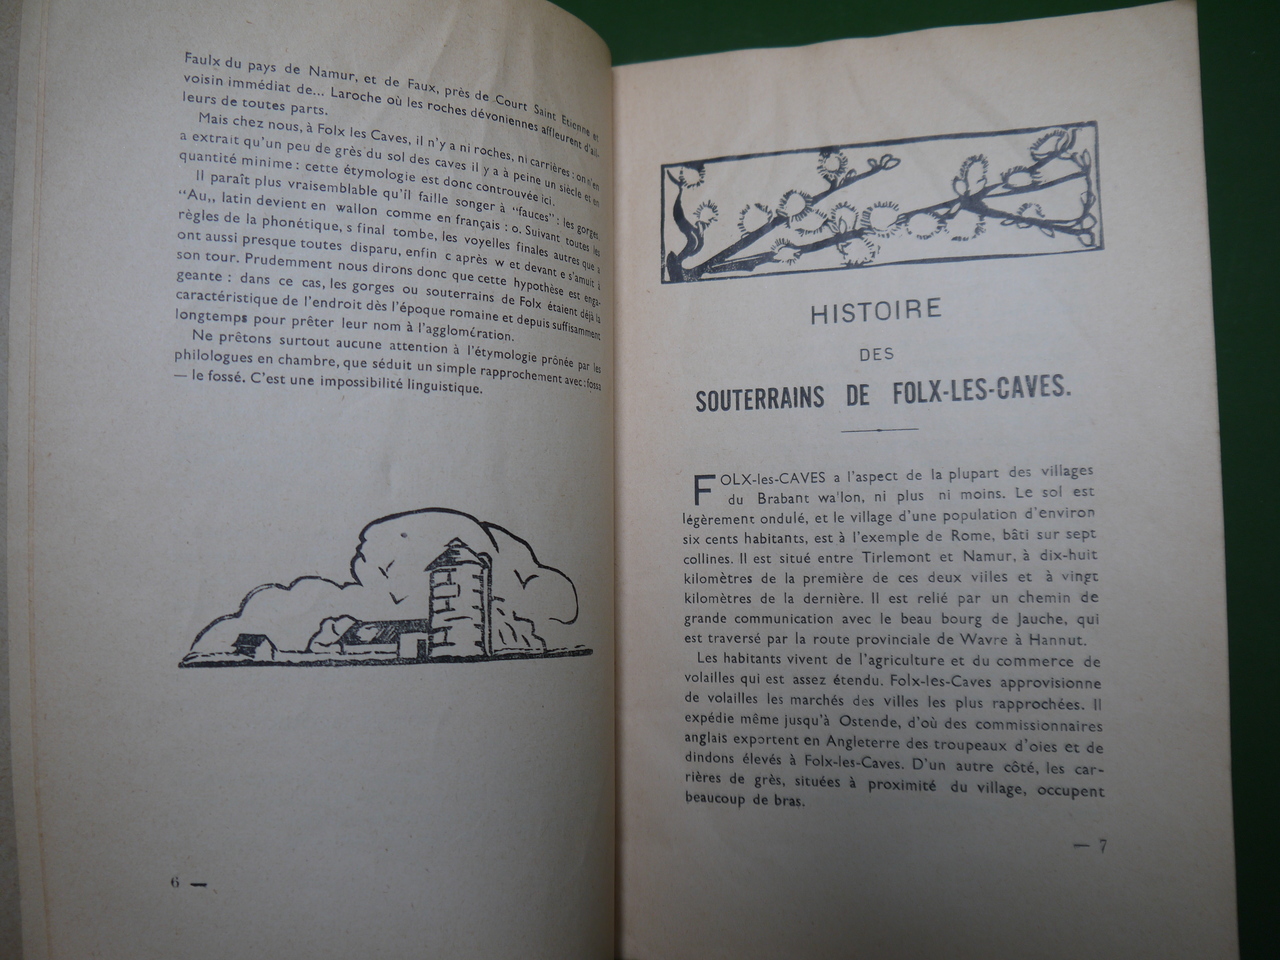 Faulx du pays de Namur, et de Faux, près de Court Saint Etienne et
voisin immédiat de... Laroche où les roches dévoniennes affleurent d'ail-
leurs de toutes parts.
Mais chez nous, à Folx les Caves, il n'y a ni roches, ni carrières : on n'en
a extrait qu'un peu de grès du sol des caves il y a à peine un siècle et en
quantité minime : cette étymologie est donc controuvée ici.
Il paraît plus vraisemblable qu'il faille songer à "fauces" : les gorges.
"Au,, latin devient en wallon comme en français : o. Suivant toutes les
règles de la phonétique, s final tombe, les voyelles finales autres que a
ont aussi presque toutes disparu, enfin c après w et devant e s'amuit à
son tour. Prudemment nous dirons donc que cette hypothèse est enga-
geante : dans ce cas, les gorges ou souterrains de Folx étaient déjà la
caractéristique de l'endroit dès l'époque romaine et depuis suffisamment
longtemps pour prêter leur nom à l'agglomération.
Ne prêtons surtout aucune attention à l'étymologie prônée par les
philologues en chambre, que séduit un simple rapprochement avec : fossa
— le fossé. C'est une impossibilité linguistique.
6 —
HISTOIRE
DES
SOUTERRAINS DE FOLX-LES-CAVES.
FOLX-les-CAVES a l'aspect de la plupart des villages
du Brabant wa'lon, ni plus ni moins. Le sol est
légèrement ondulé, et le village d'une population d'environ
six cents habitants, est à l'exemple de Rome, bâti sur sept
collines. Il est situé entre Tirlemont et Namur, à dix-huit
kilomètres de la première de ces deux villes et à vingt
kilomètres de la dernière. Il est relié par un chemin de
grande communication avec le beau bourg de Jauche, qui
est traversé par la route provinciale de Wavre à Hannut.
Les habitants vivent de l'agriculture et du commerce de
volailles qui est assez étendu. Folx-les-Caves approvisionne
de volailles les marchés des villes les plus rapprochées. Il
expédie même jusqu'à Ostende, d'où des commissionnaires
anglais exportent en Angleterre des troupeaux d'oies et de
dindons élevés à Folx-les-Caves. D'un autre côté, les car-
rières de grès, situées à proximité du village, occupent
beaucoup de bras.
— 7